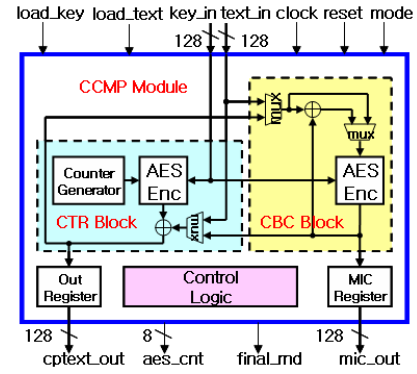 load_key load_text key_in text_in clock reset mode
128 128
CCMP Module
mux
mux
Counter Generator
AES Enc
AES Enc
mux
CTR Block
CBC Block
Out Register
Control Logic
MIC Register
128 8 128
cptext_out aes_cnt final_rnd mic_out